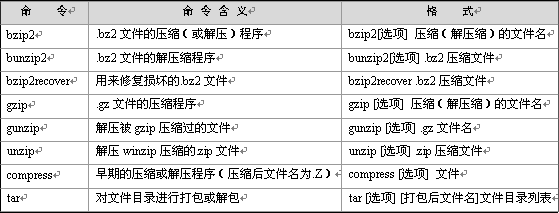 命 令 命 令 含 义 格 式
bzip2 .bz2 文件的压缩（或解压）程序 bzip2[选项] 压缩（解压缩）的文件名
bunzip2 .bz2 文件的解压缩程序 bunzip2[选项] .bz2 压缩文件
bzip2recover 用来修复损坏的.bz2 文件 bzip2recover .bz2 压缩文件
gzip .gz 文件的压缩程序 gzip [选项] 压缩（解压缩）的文件名
gunzip 解压被 gzip 压缩过的文件 gunzip [选项] .gz 文件名
unzip 解压 winzip 压缩的 zip 文件 unzip [选项] .zip 压缩文件
compress 早期的压缩或解压程序（压缩后文件名为.Z） compress [选项] 文件
tar 对文件目录进行打包或解包 tar [选项] [打包后文件名]文件目录列表